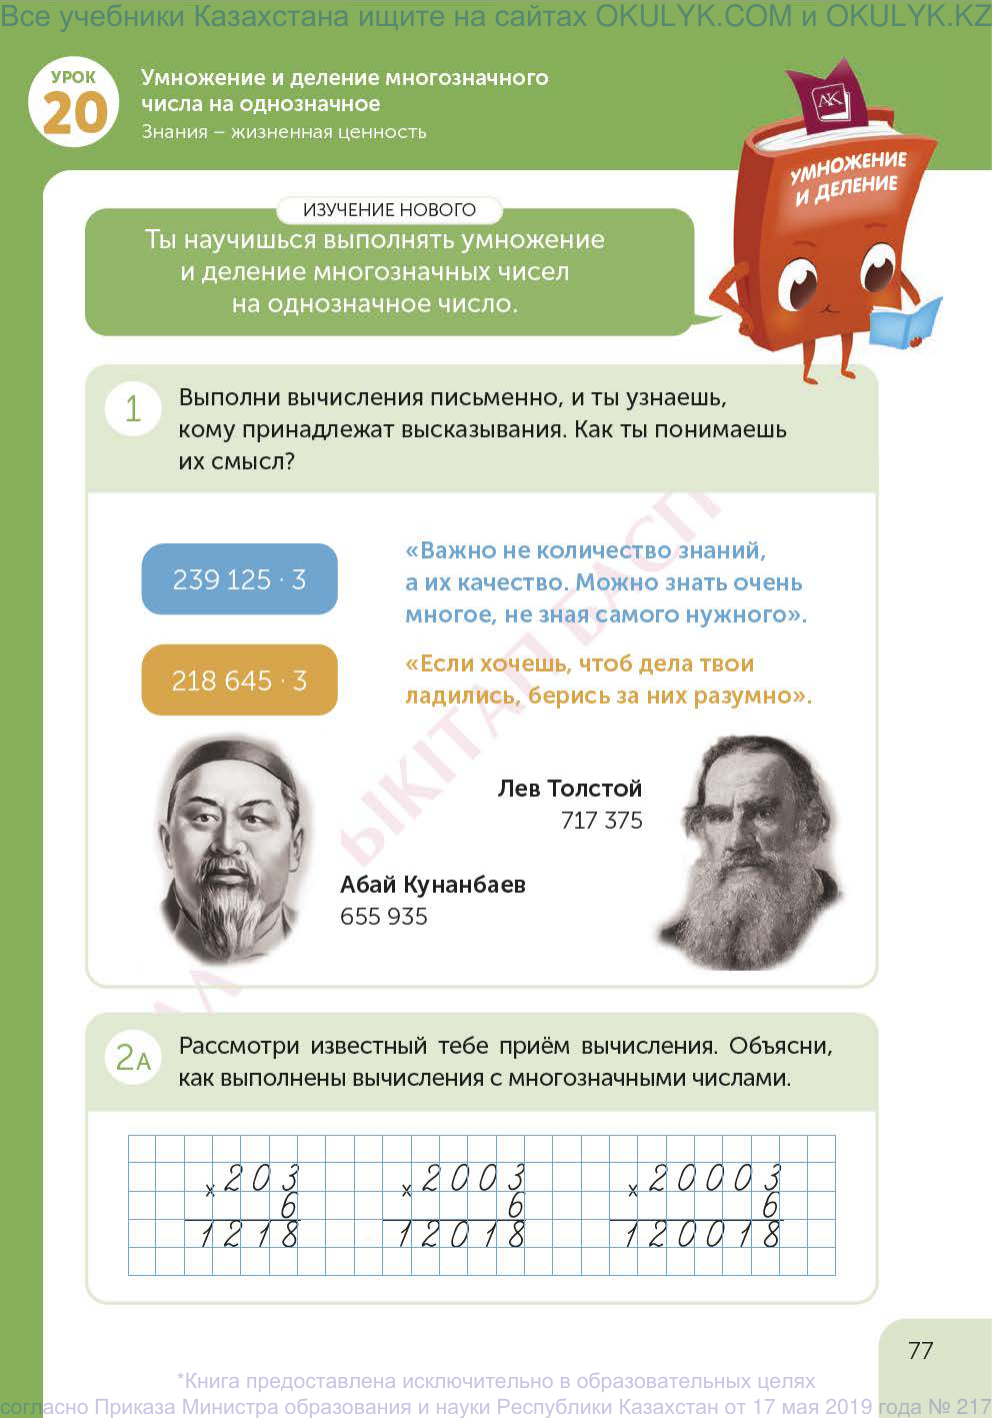 Все учебники Казахстана ищите на сайтах OKULYK.COM и OKULYK.KZ
УРОК
20
Умножение и деление многозначного
числа на однозначное
Знания – жизненная ценность
АК
УМНОЖЕНИЕ
И ДЕЛЕНИЕ
ИЗУЧЕНИЕ НОВОГО
Ты научишься выполнять умножение
и деление многозначных чисел
на однозначное число.
1
Выполни вычисления письменно, и ты узнаешь,
кому принадлежат высказывания. Как ты понимаешь
их смысл?
239 125 · 3
«Важно не количество знаний,
а их качество. Можно знать очень
многое, не зная самого нужного».
218 645 · 3
«Если хочешь, чтоб дела твои
ладились, берись за них разумно».
Лев Толстой
717 375
Абай Кунанбаев
655 935
2А
Рассмотри известный тебе приём вычисления. Объясни,
как выполнены вычисления с многозначными числами.
х 203 х 2003 х 20003
6 6 6
1218 12018 120018
77
*Книга предоставлена исключительно в образовательных целях
согласно Приказа Министра образования и науки Республики Казахстан от 17 мая 2019 года № 217